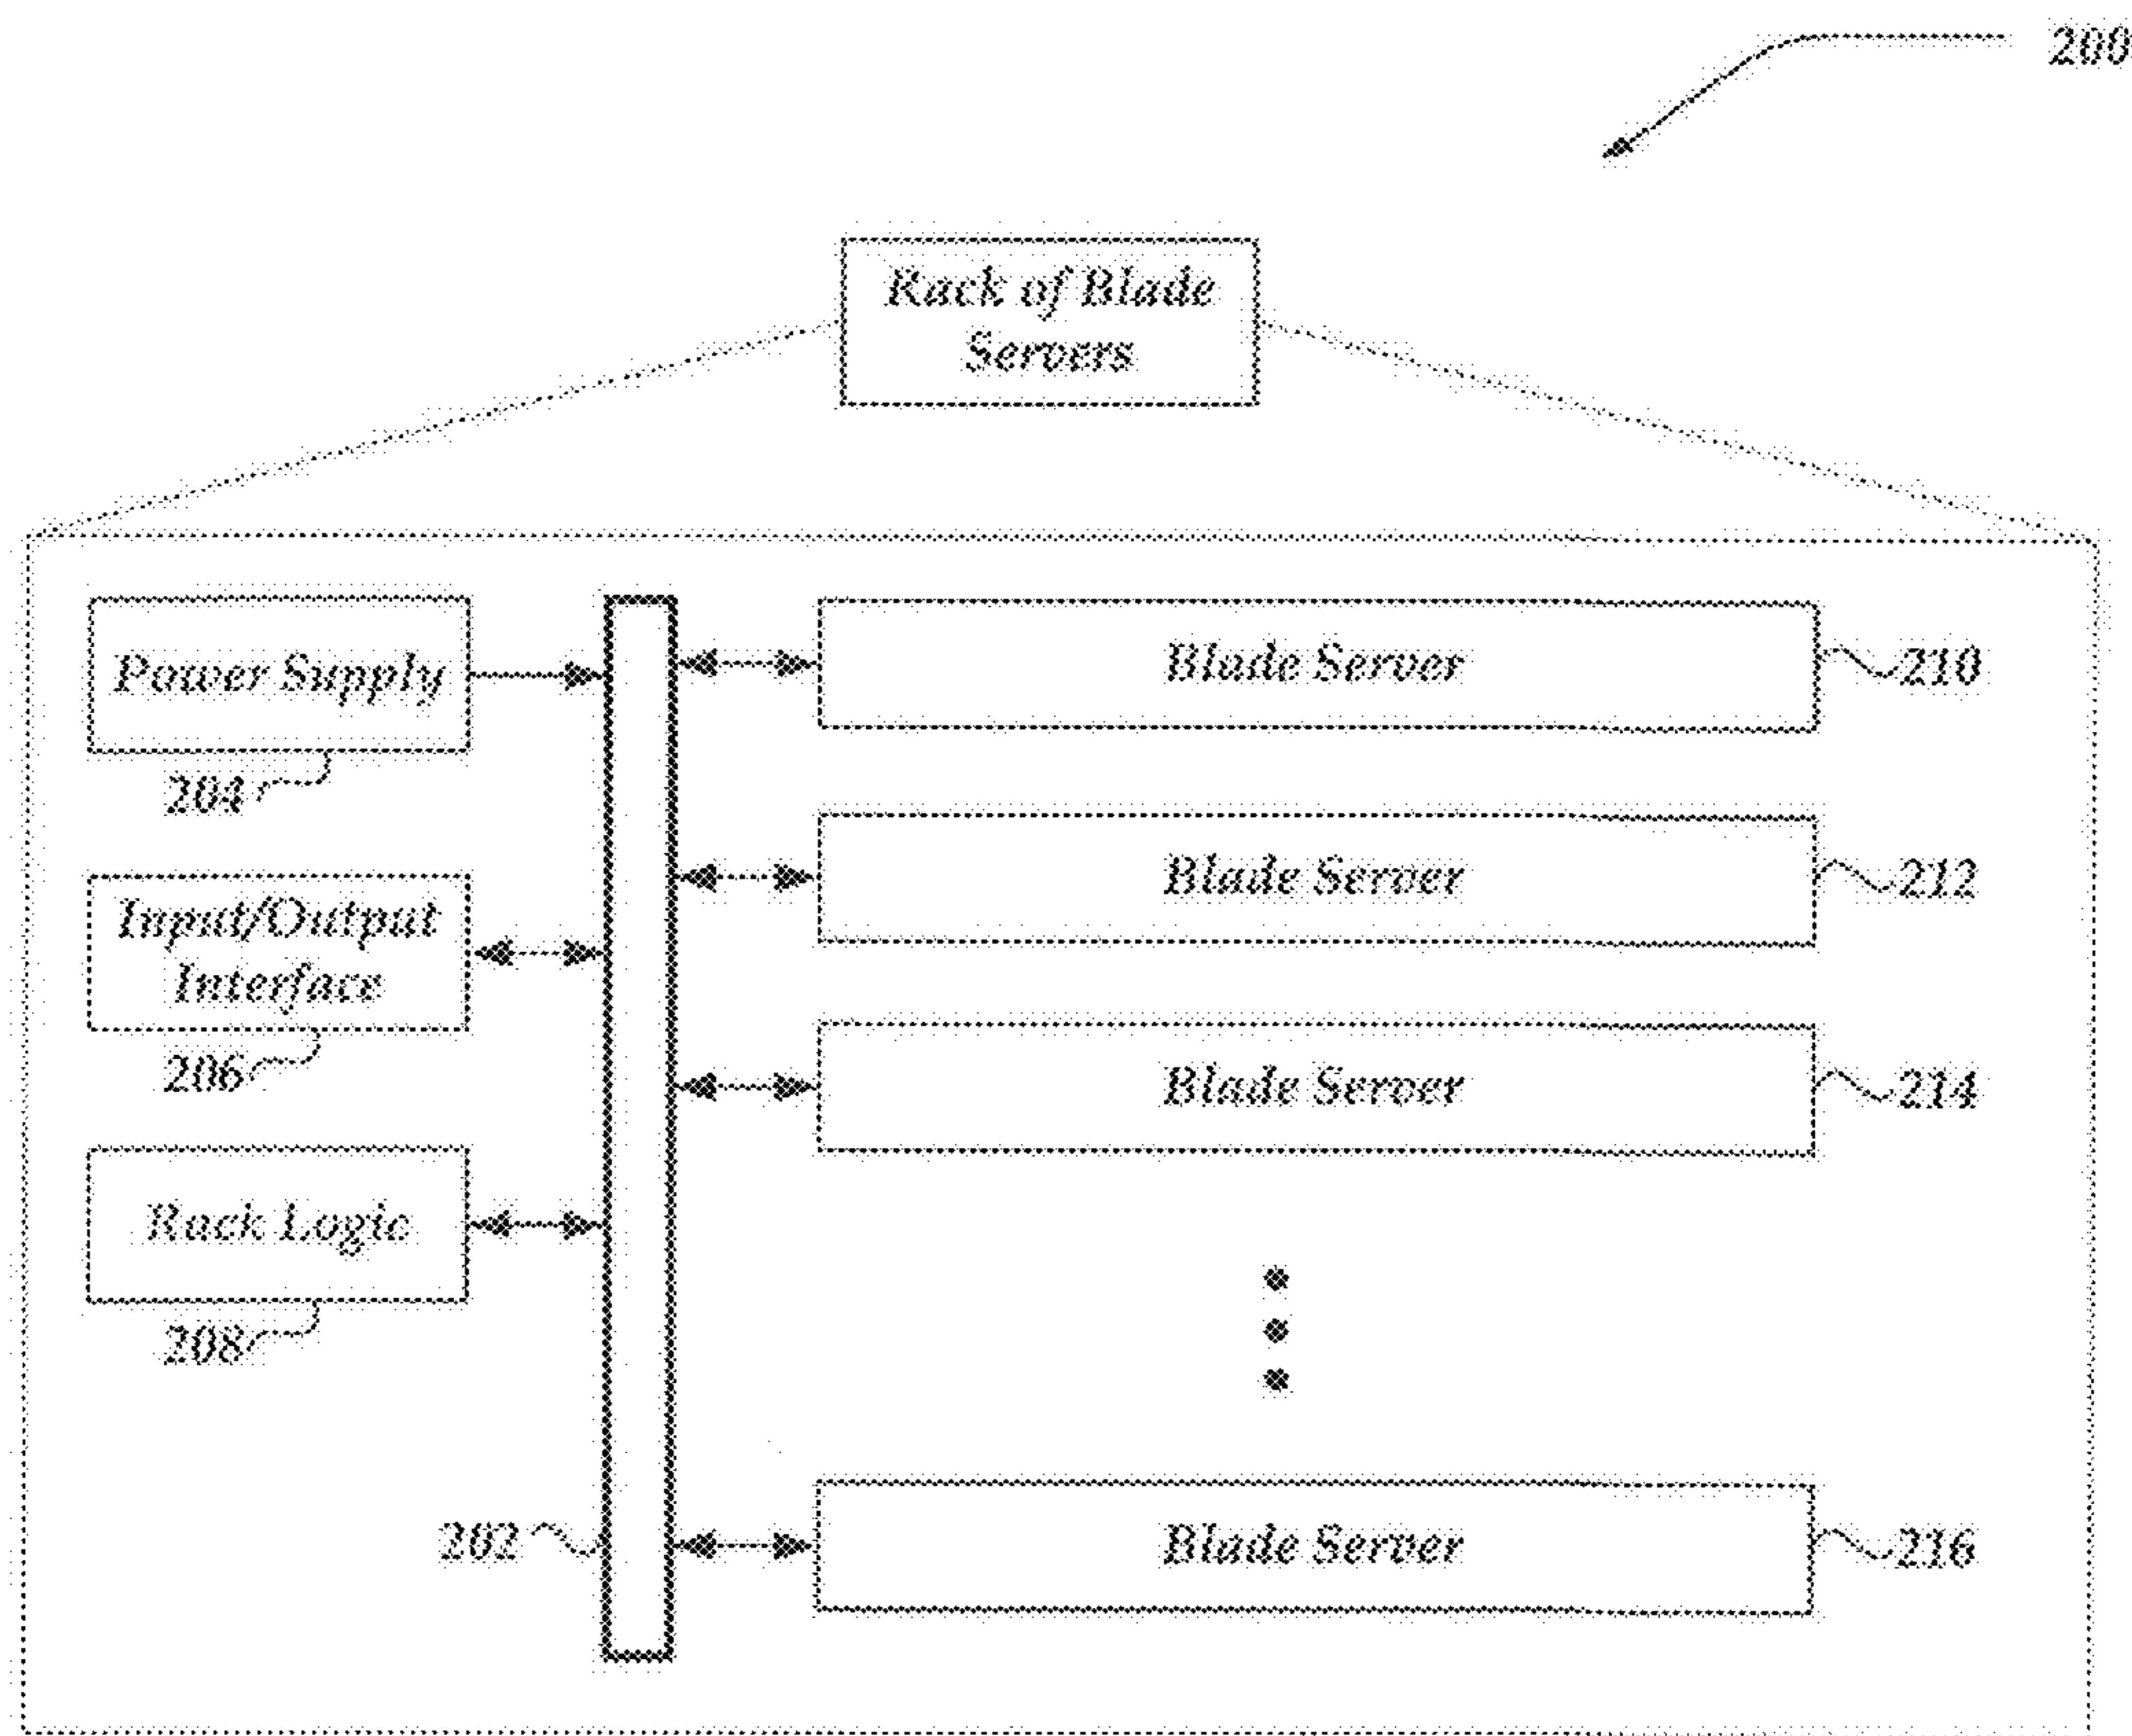 200
Rack of Blade
Servers
Power Supply
204
Input/Output
Interface
206
Rack Logic
208
202
Blade Server
210
Blade Server
212
Blade Server
214
Blade Server
216